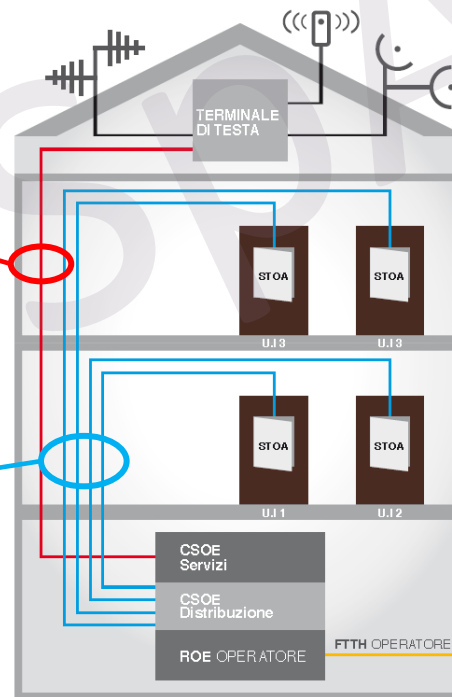 TERMINALE
DI TESTA
STOA
STOA
U.I 3
U.I 3
STOA
STOA
U.I 1
U.I 2
CSOE
Servizi
CSOE
Distribuzione
ROE OPERATORE
FTTH OPERATORE
SpA